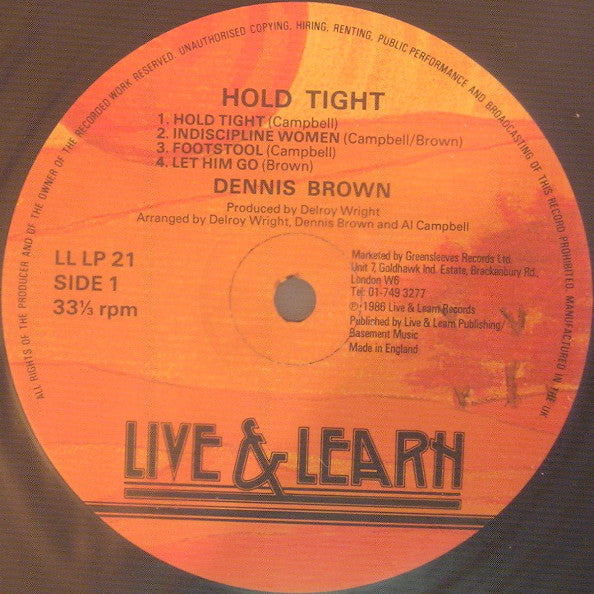 ALL RIGHTS OF THE PRODUCER AND OF THE OWNER OF THE RECORDED WORK RESERVED. UNAUTHORISED COPYING, HIRING, RENTING, PUBLIC PERFORMANCE AND BROADCASTING OF THIS RECORD PROHIBITED. MANUFACTURED IN THE UK.
HOLD TIGHT
1. HOLD TIGHT (Campbell)
2. INDISCIPLINE WOMEN (Campbell/Brown)
3. FOOTSTOOL (Campbell)
4. LET HIM GO (Brown)
DENNIS BROWN
Produced by Delroy Wright
Arranged by Delroy Wright, Dennis Brown and Al Campbell
LL LP 21
SIDE 1
33⅓ rpm
Marketed by Greensleeves Records Ltd.
Unit 7, Goldhawk Ind. Estate, Brackenbury Rd.,
London W6
Tel: 01-749 3277
℗ 1986 Live & Learn Records
Published by Live & Learn Publishing/
Basement Music
Made in England
LIVE & LEARN